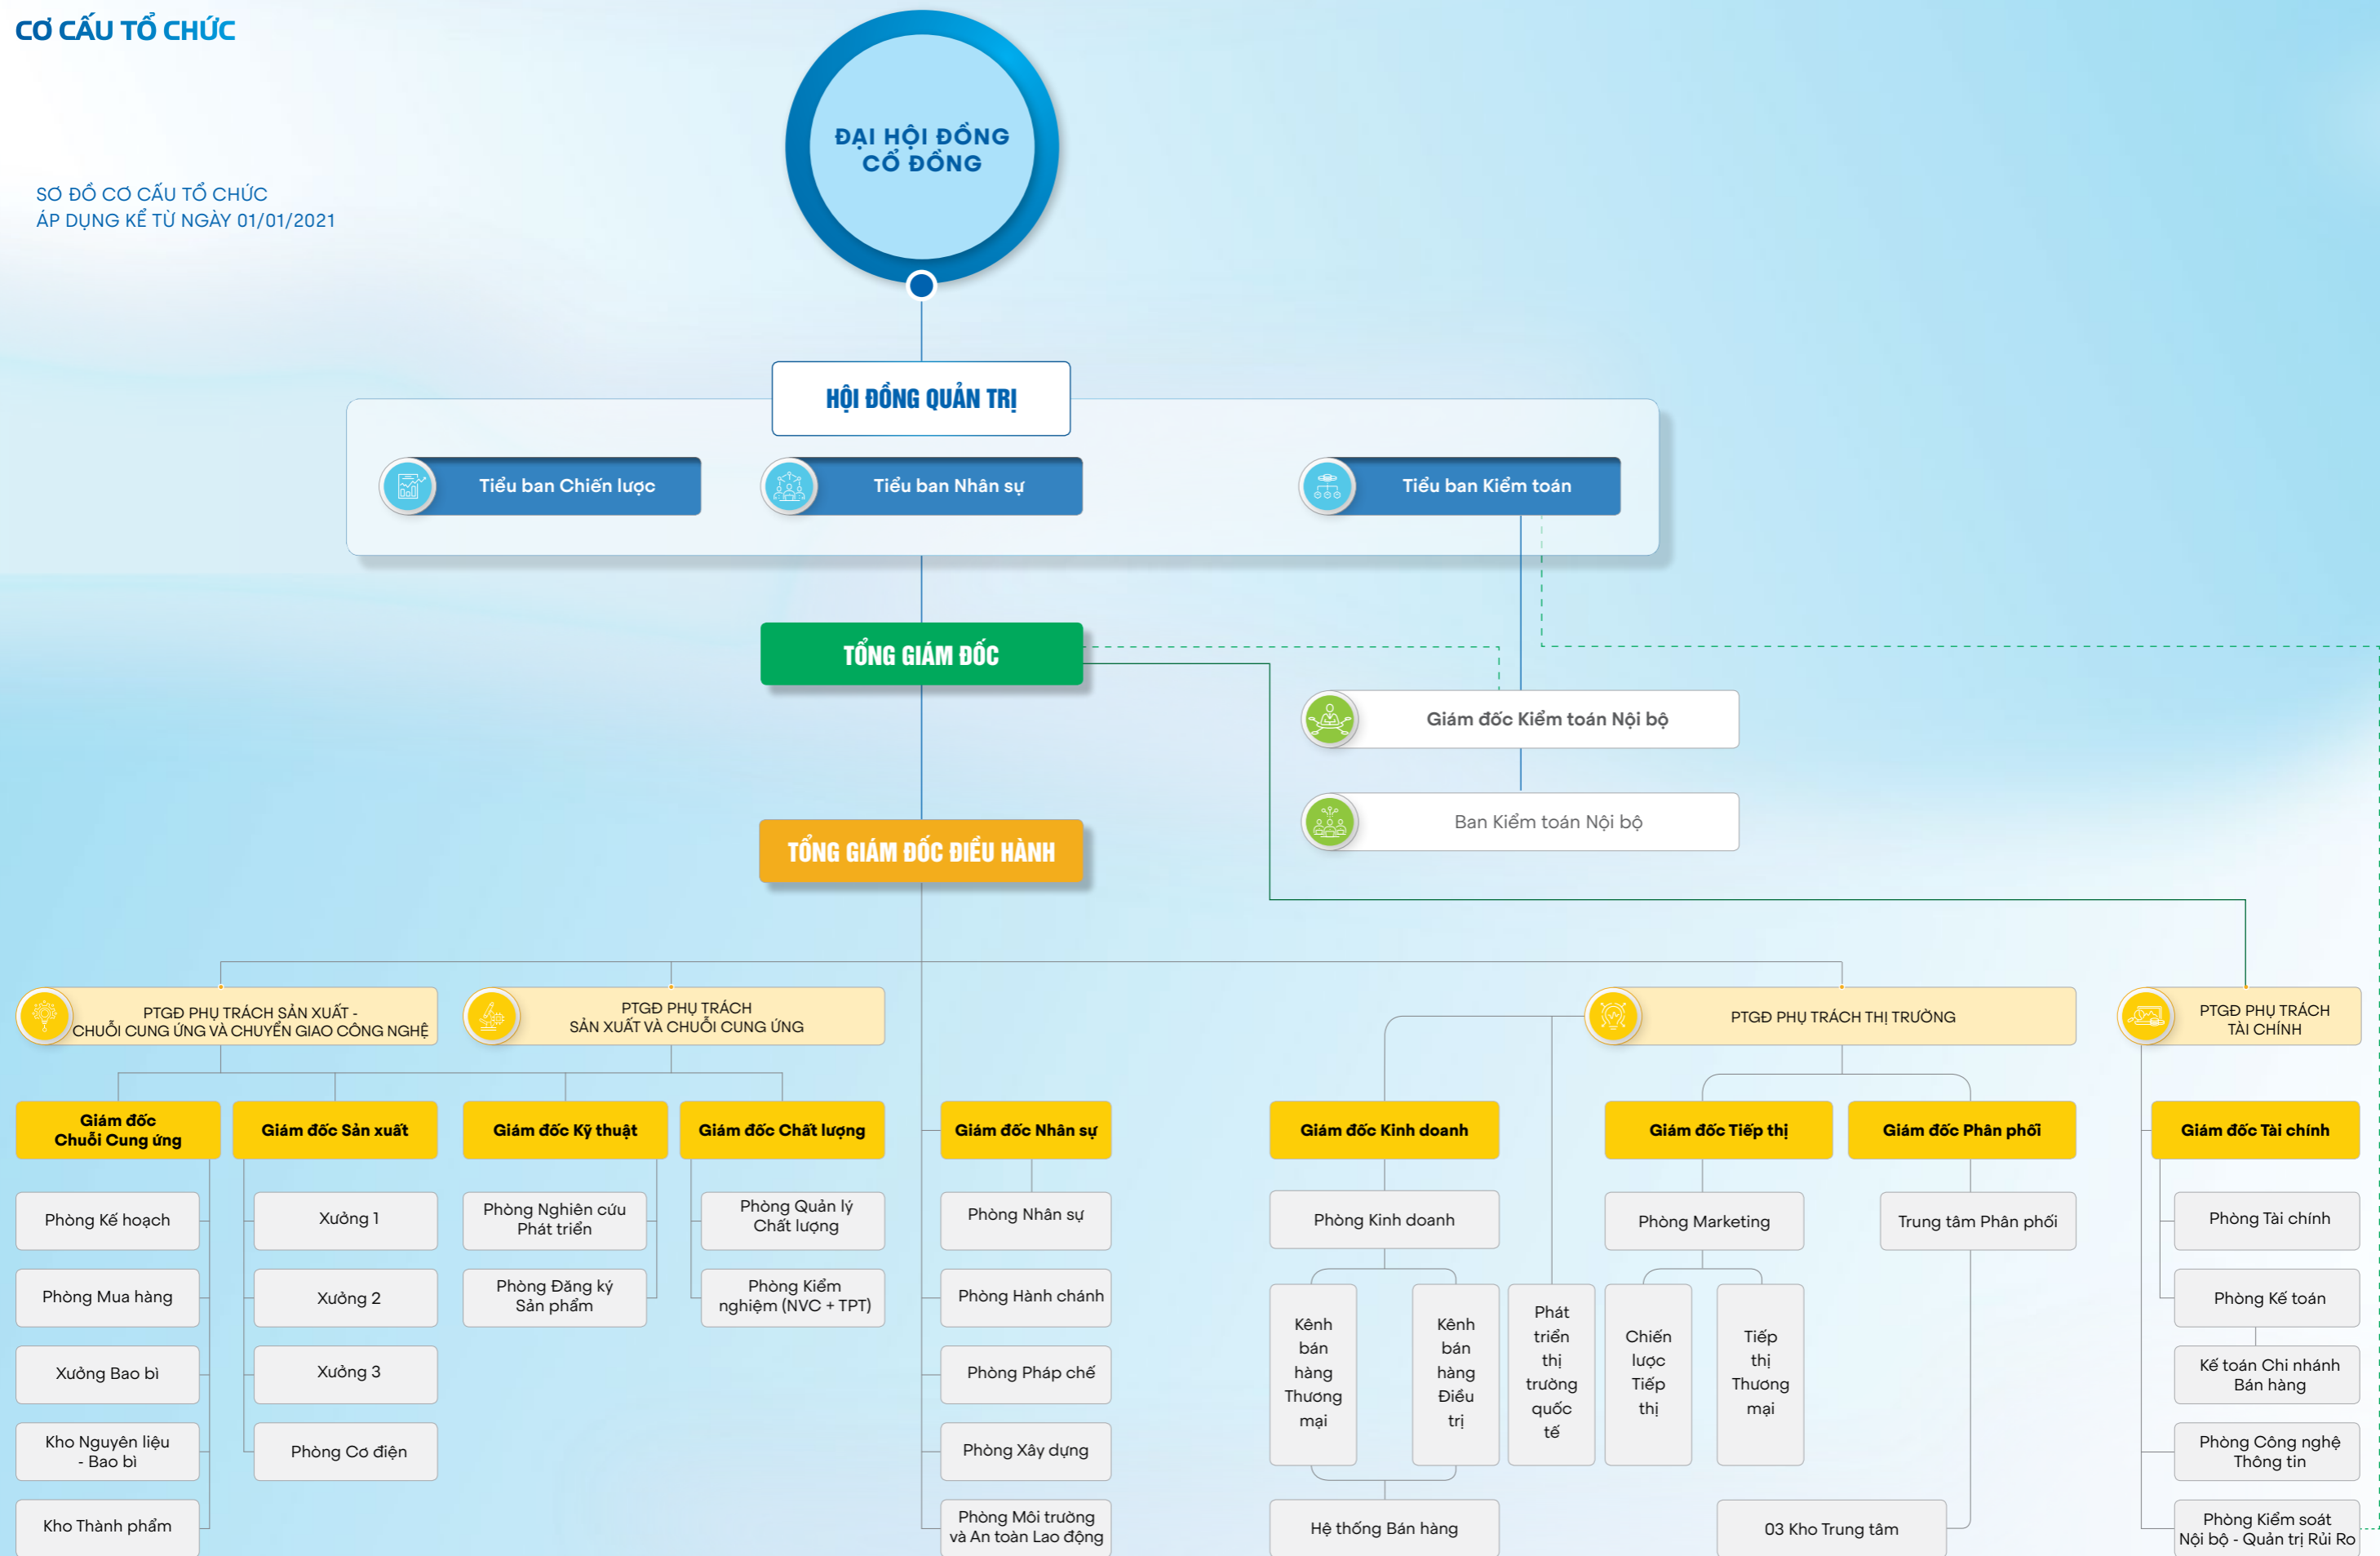 CƠ CẤU TỔ CHỨC
SƠ ĐỒ CƠ CẤU TỔ CHỨC
ÁP DỤNG KỂ TỪ NGÀY 01/01/2021
ĐẠI HỘI ĐỒNG
CỔ ĐÔNG
HỘI ĐỒNG QUẢN TRỊ
Tiểu ban Chiến lược
Tiểu ban Nhân sự
Tiểu ban Kiểm toán
TỔNG GIÁM ĐỐC
Giám đốc Kiểm toán Nội bộ
Ban Kiểm toán Nội bộ
TỔNG GIÁM ĐỐC ĐIỀU HÀNH
PTGĐ PHỤ TRÁCH SẢN XUẤT -
CHUỖI CUNG ỨNG VÀ CHUYỂN GIAO CÔNG NGHỆ
PTGĐ PHỤ TRÁCH
SẢN XUẤT VÀ CHUỖI CUNG ỨNG
PTGĐ PHỤ TRÁCH THỊ TRƯỜNG
PTGĐ PHỤ TRÁCH
TÀI CHÍNH
Giám đốc
Chuỗi Cung ứng
Phòng Kế hoạch
Phòng Mua hàng
Xưởng Bao bì
Kho Nguyên liệu
- Bao bì
Kho Thành phẩm
Giám đốc Sản xuất
Xưởng 1
Xưởng 2
Xưởng 3
Phòng Cơ điện
Giám đốc Kỹ thuật
Phòng Nghiên cứu
Phát triển
Phòng Đăng ký
Sản phẩm
Giám đốc Chất lượng
Phòng Quản lý
Chất lượng
Phòng Kiểm
nghiệm (NVC + TPT)
Giám đốc Nhân sự
Phòng Nhân sự
Phòng Hành chánh
Phòng Pháp chế
Phòng Xây dựng
Phòng Môi trường
và An toàn Lao động
Giám đốc Kinh doanh
Phòng Kinh doanh
Kênh
bán
hàng
Thương
mại
Kênh
bán
hàng
Điều
trị
Hệ thống Bán hàng
Phát
triển
thị
trường
quốc
tế
Giám đốc Tiếp thị
Phòng Marketing
Chiến
lược
Tiếp
thị
Tiếp
thị
Thương
mại
Giám đốc Phân phối
Trung tâm Phân phối
03 Kho Trung tâm
Giám đốc Tài chính
Phòng Tài chính
Phòng Kế toán
Kế toán Chi nhánh
Bán hàng
Phòng Công nghệ
Thông tin
Phòng Kiểm soát
Nội bộ - Quản trị Rủi Ro